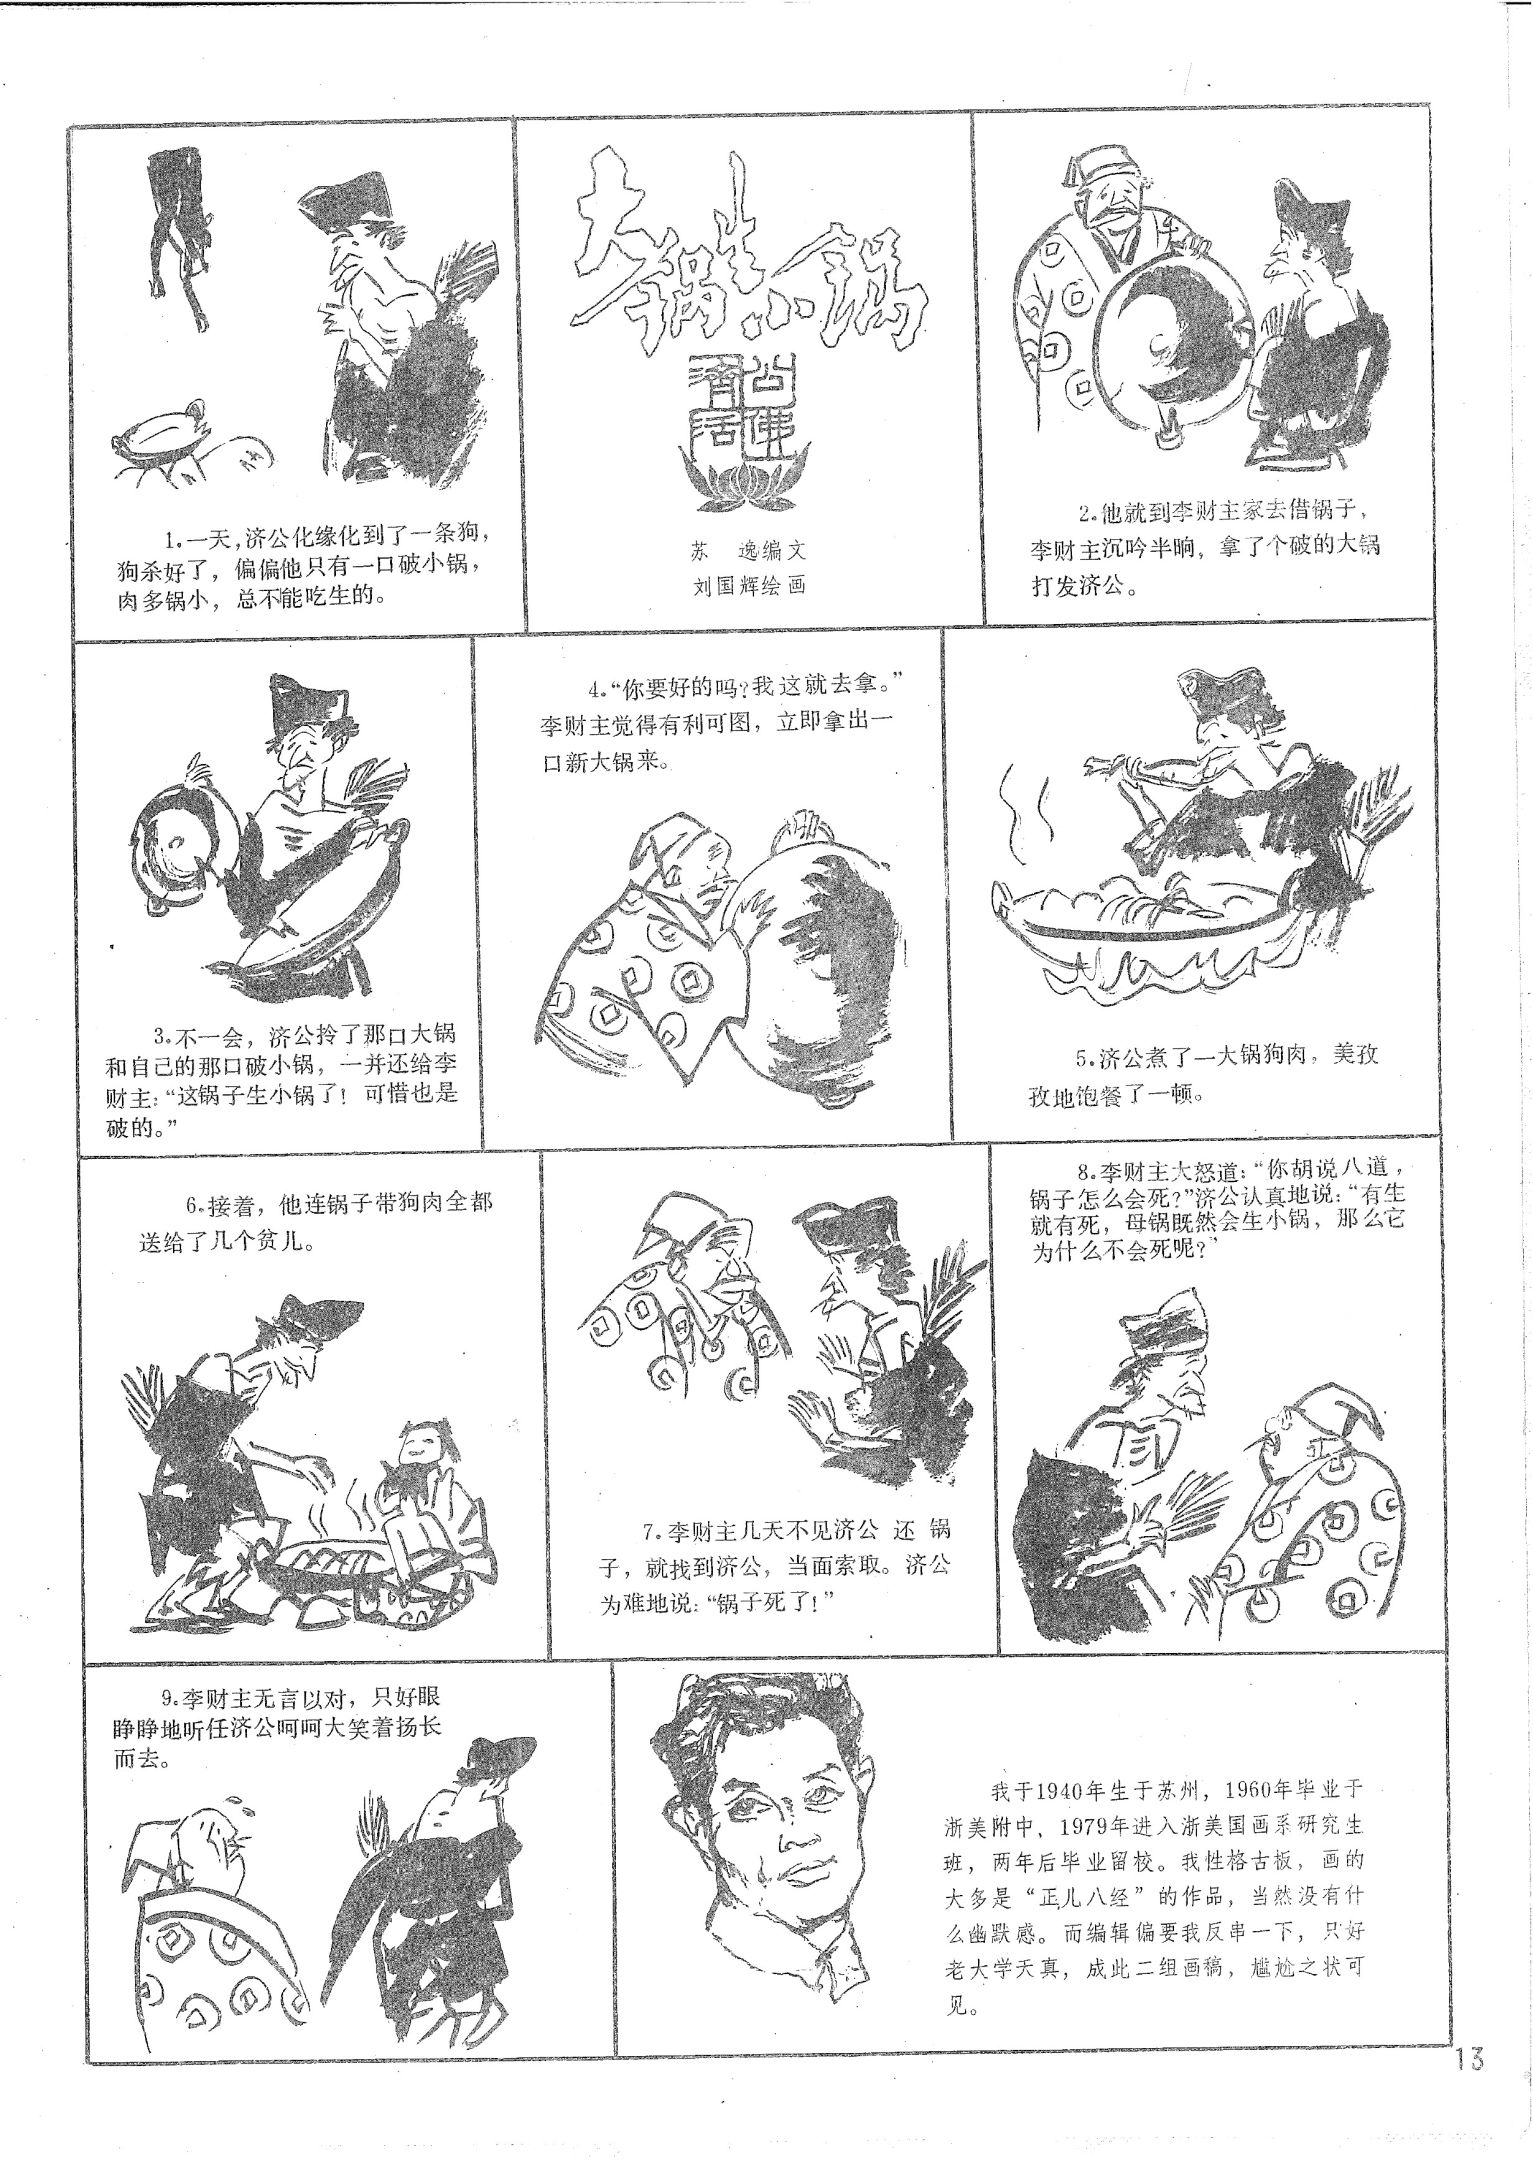 大锅生小锅
济公
活佛
苏 逸编文
刘国辉绘画
1.一天,济公化缘化到了一条狗,
狗杀好了，偏偏他只有一口破小锅，
肉多锅小，总不能吃生的。
2.他就到李财主家去借锅子，
李财主沉吟半晌，拿了个破的大锅
打发济公。
3.不一会，济公拎了那口大锅
和自己的那口破小锅，一并还给李
财主：“这锅子生小锅了！可惜也是
破的。”
4.“你要好的吗?我这就去拿。”
李财主觉得有利可图，立即拿出一
口新大锅来。
5.济公煮了一大锅狗肉，美孜
孜地饱餐了一顿。
6.接着，他连锅子带狗肉全都
送给了几个贫儿。
7.李财主几天不见济公 还 锅
子，就找到济公，当面索取。济公
为难地说：“锅子死了！”
8.李财主大怒道：“你胡说八道，
锅子怎么会死?”济公认真地说：“有生
就有死，母锅既然会生小锅，那么它
为什么不会死呢?”
9.李财主无言以对，只好眼
睁睁地听任济公呵呵大笑着扬长
而去。
我于1940年生于苏州，1960年毕业于
浙美附中，1979年进入浙美国画系研究生
班，两年后毕业留校。我性格古板，画的
大多是“正儿八经”的作品，当然没有什
么幽默感。而编辑偏要我反串一下，只好
老大学天真，成此二组画稿，尴尬之状可
见。
13